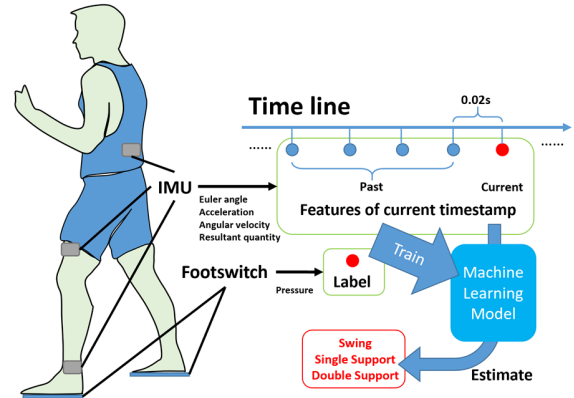 Time line
0.02s
......
......
Past
Current
IMU
Euler angle
Acceleration
Angular velocity
Resultant quantity
Features of current timestamp
Footswitch
Pressure
Label
Train
Machine
Learning
Model
Swing
Single Support
Double Support
Estimate